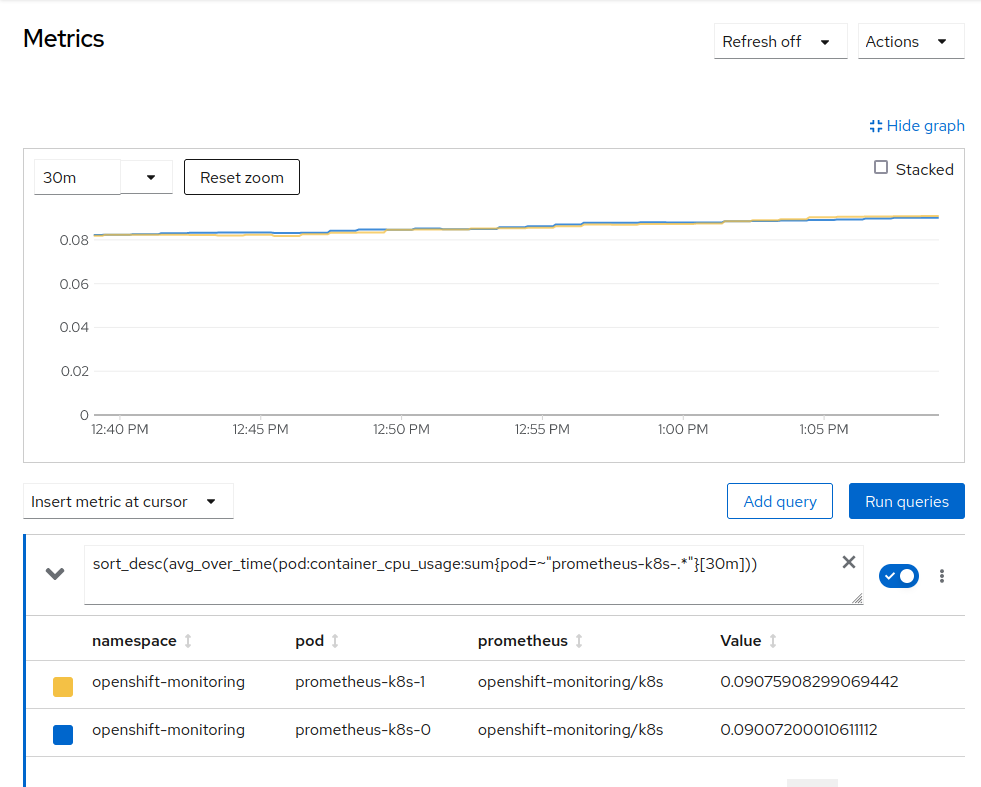 Metrics
Refresh off
Actions
Hide graph
30m
Reset zoom
Stacked
0.08
0.06
0.04
0.02
0
12:40 PM 12:45 PM 12:50 PM 12:55 PM 1:00 PM 1:05 PM
Insert metric at cursor
Add query
Run queries
sort_desc(avg_over_time(pod:container_cpu_usage:sum{pod=~"prometheus-k8s-.*"}[30m]))
namespace pod prometheus Value
openshift-monitoring prometheus-k8s-1 openshift-monitoring/k8s 0.09075908299069442
openshift-monitoring prometheus-k8s-0 openshift-monitoring/k8s 0.09007200010611112